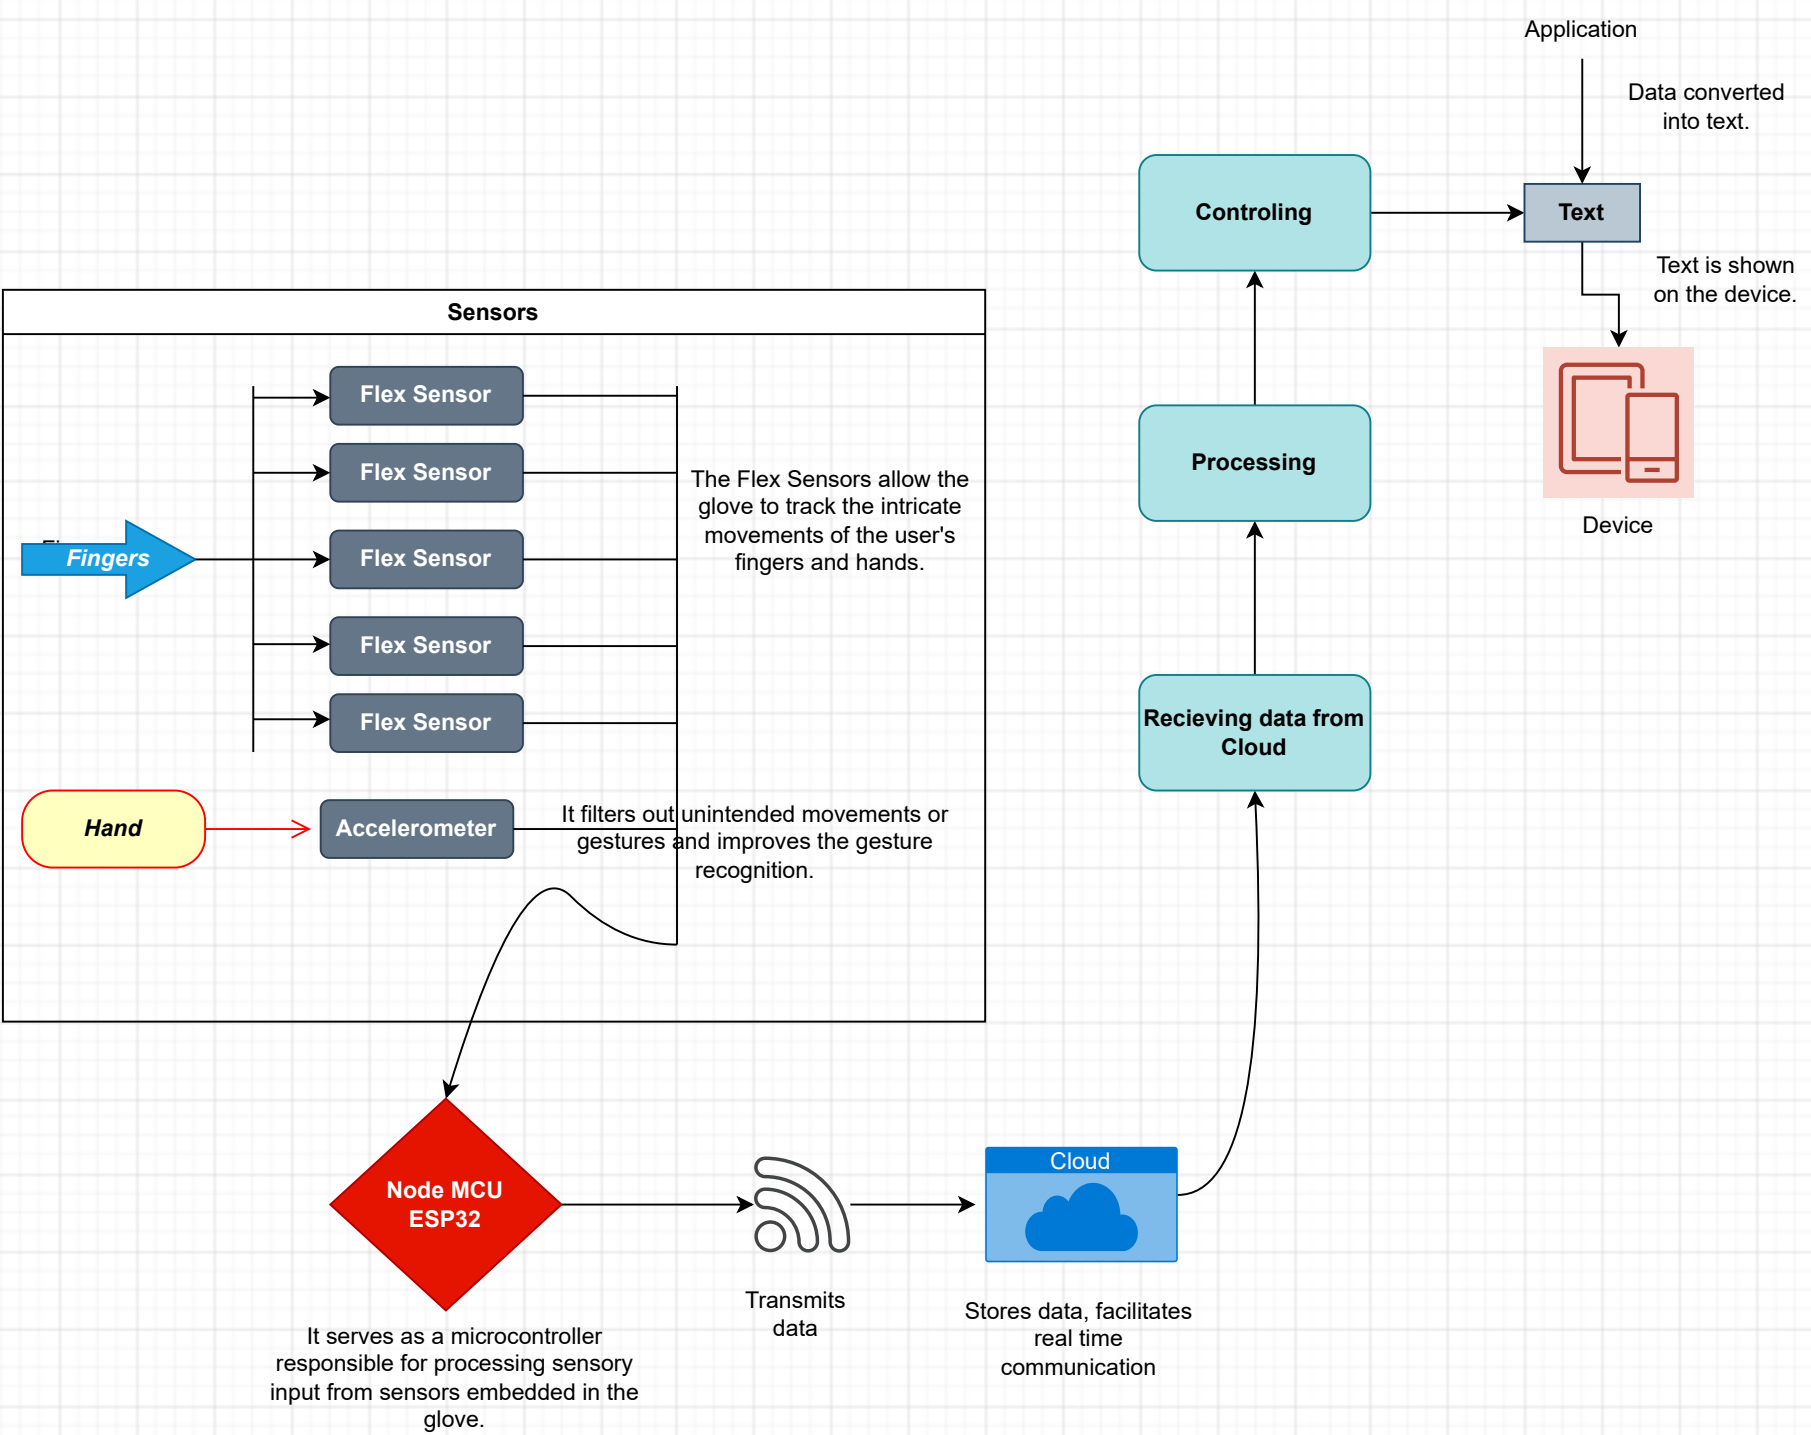 Application
Data converted
into text.
Controling
Text
Text is shown
on the device.
Sensors
Flex Sensor
Flex Sensor
Processing
The Flex Sensors allow the
glove to track the intricate
movements of the user's
fingers and hands.
Device
Fingers
Flex Sensor
Flex Sensor
Flex Sensor
Recieving data from
Cloud
Hand
Accelerometer
It filters out unintended movements or
gestures and improves the gesture
recognition.
Node MCU
ESP32
Cloud
Transmits
data
Stores data, facilitates
real time
communication
It serves as a microcontroller
responsible for processing sensory
input from sensors embedded in the
glove.